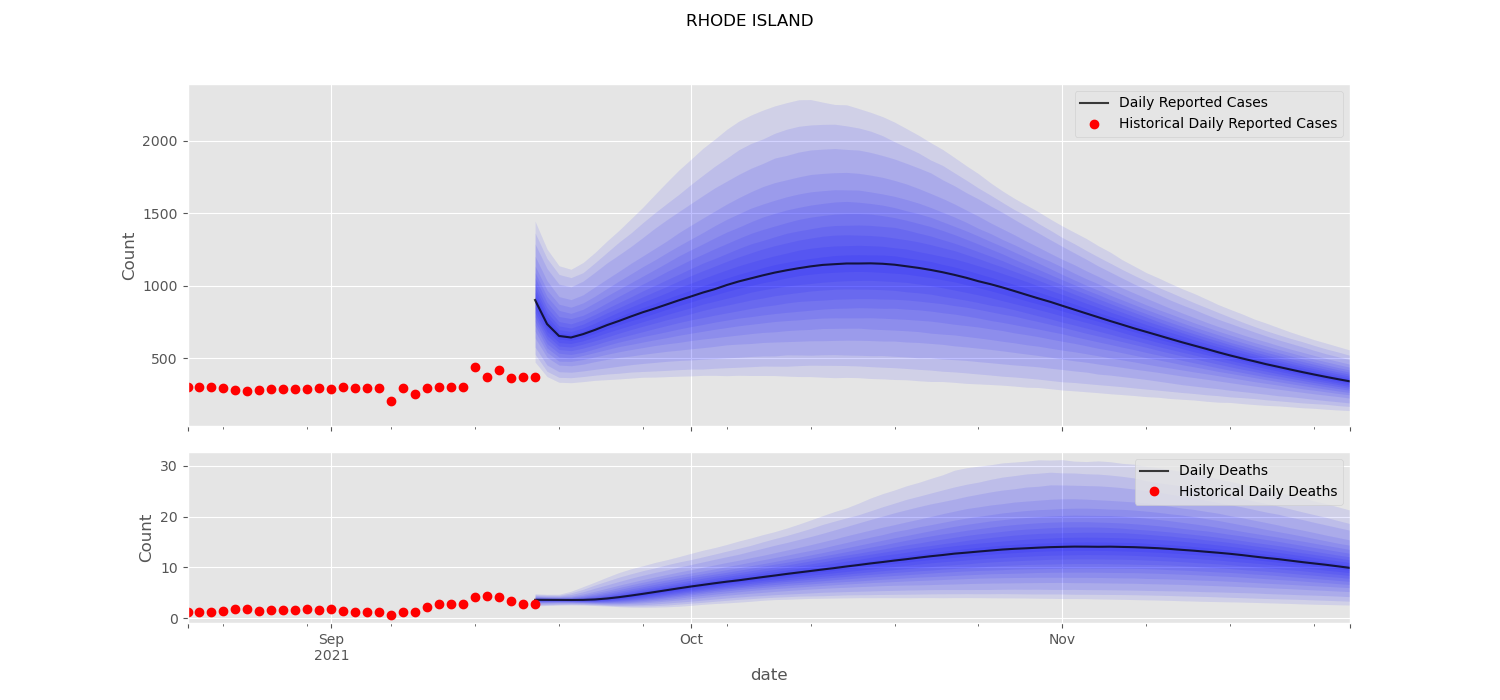 RHODE ISLAND
Daily Reported Cases
Historical Daily Reported Cases
Count
2000
1500
1000
500
Daily Deaths
Historical Daily Deaths
Count
30
20
10
0
Sep
2021
Oct
Nov
date